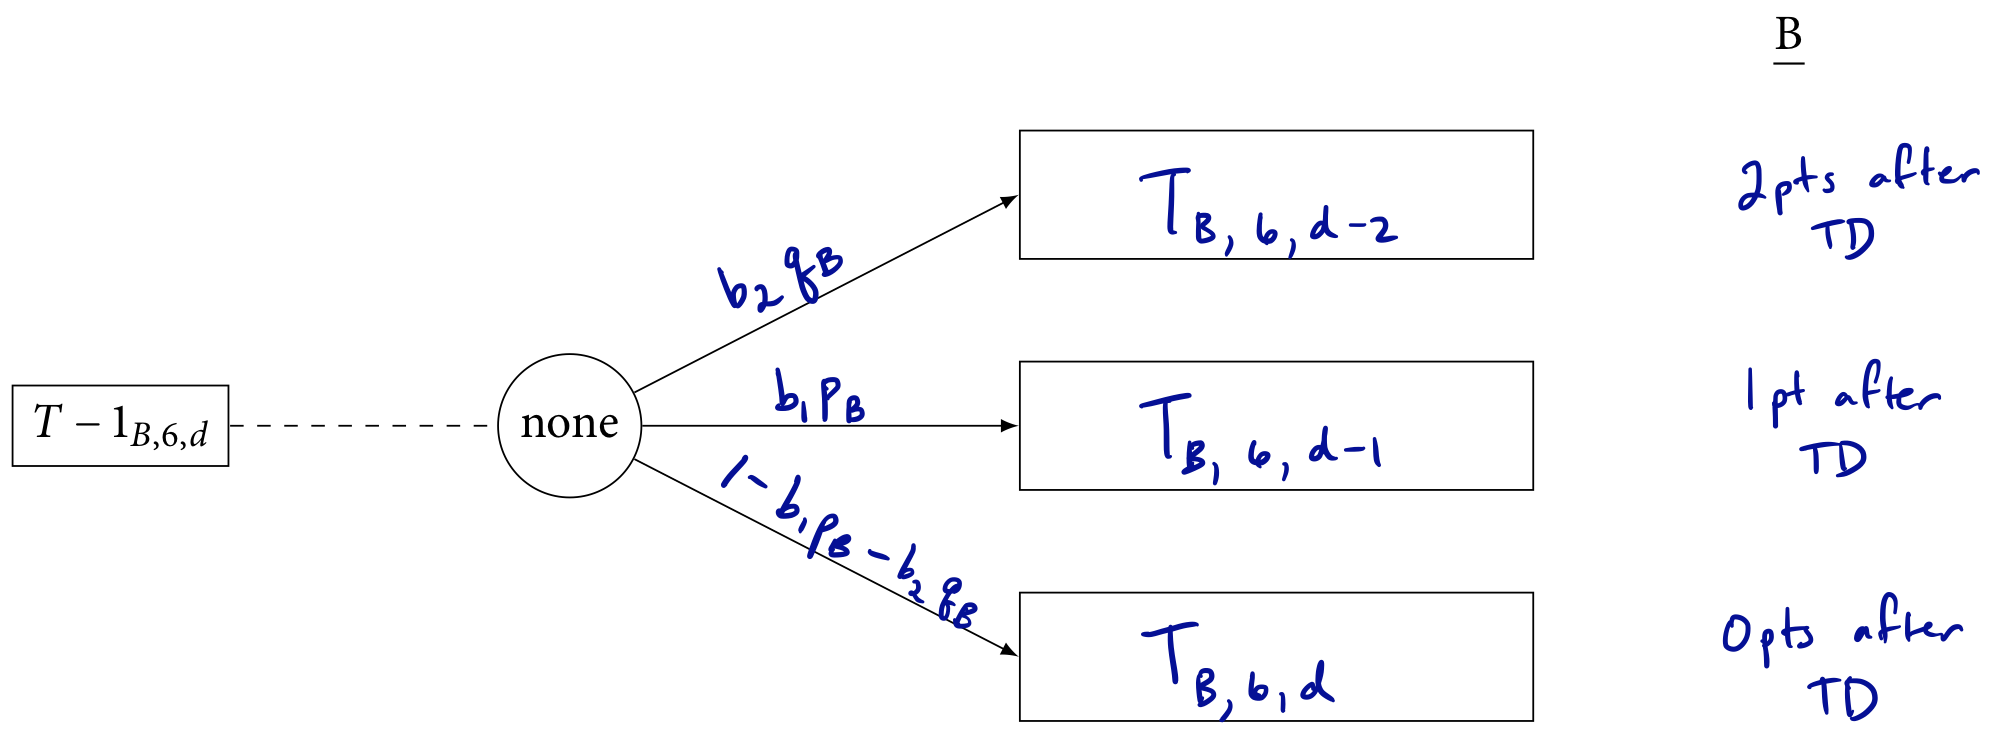 B
T_{B, 6, d-2}
2pts after
TD
b_2 q_B
T − 1_{B,6,d}
none
b_1 p_B
T_{B, 6, d-1}
1pt after
TD
1 - b_1 p_B - b_2 q_B
T_{B, 6, d}
0pts after
TD